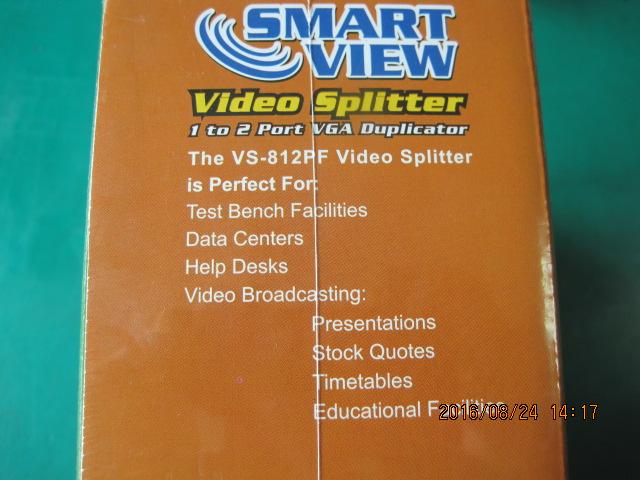 SMART
VIEW
Video Splitter
1 to 2 Port VGA Duplicator
The VS-812PF Video Splitter
is Perfect For:
Test Bench Facilities
Data Centers
Help Desks
Video Broadcasting:
Presentations
Stock Quotes
Timetables
Educational Facilities
2016/08/24 14:17